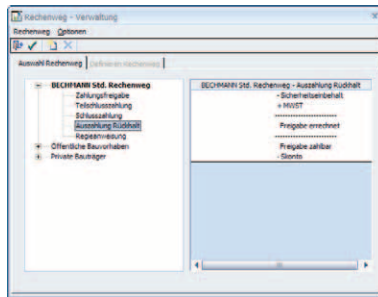 Rechenweg - Verwaltung
Rechenweg Optionen
Auswahl Rechenweg Definieren Rechenweg
BECHMANN Std. Rechenweg
Zahlungsfreigabe
Teilschlusszahlung
Schlusszahlung
Auszahlung Rückhalt
Regieanweisung
Öffentliche Bauvorhaben
Private Bauträger
BECHMANN Std. Rechenweg - Auszahlung Rückhalt
- Sicherheitseinbehalt
+ MWST
--------------------
Freigabe errechnet
--------------------
Freigabe zahlbar
- Skonto